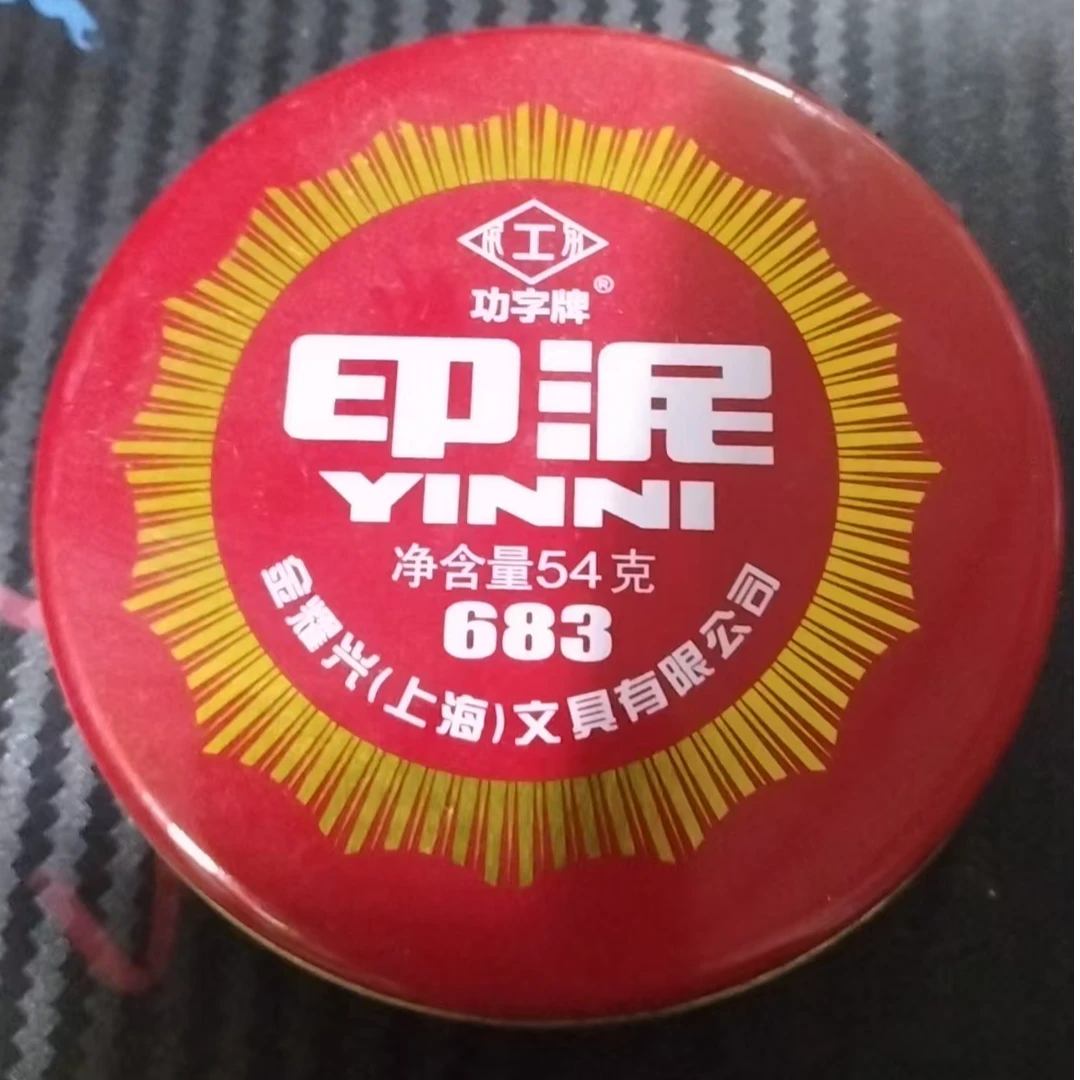 工
功字牌®
印泥
YINNI
净含量54克
683
金耀兴(上海)文具有限公司